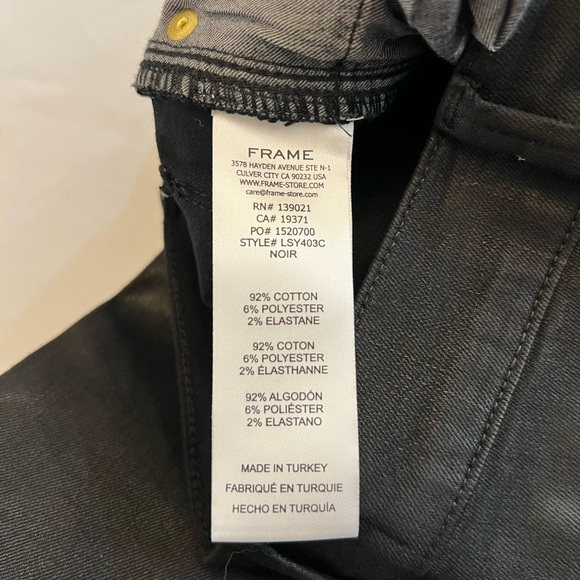 FRAME
3578 HAYDEN AVENUE STE N-1
CULVER CITY CA 90232 USA
WWW.FRAME-STORE.COM
care@frame-store.com
RN# 139021
CA# 19371
PO# 1520700
STYLE# LSY403C
NOIR
92% COTTON
6% POLYESTER
2% ELASTANE
92% COTON
6% POLYESTER
2% ÉLASTHANNE
92% ALGODÓN
6% POLIÉSTER
2% ELASTANO
MADE IN TURKEY
FABRIQUÉ EN TURQUIE
HECHO EN TURQUÍA